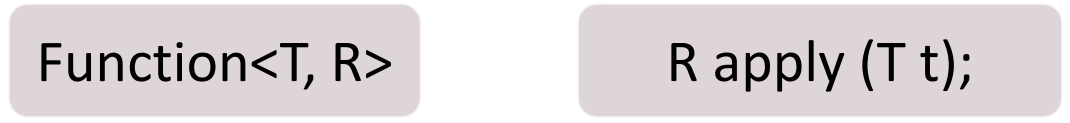 Function<T, R>
R apply (T t);